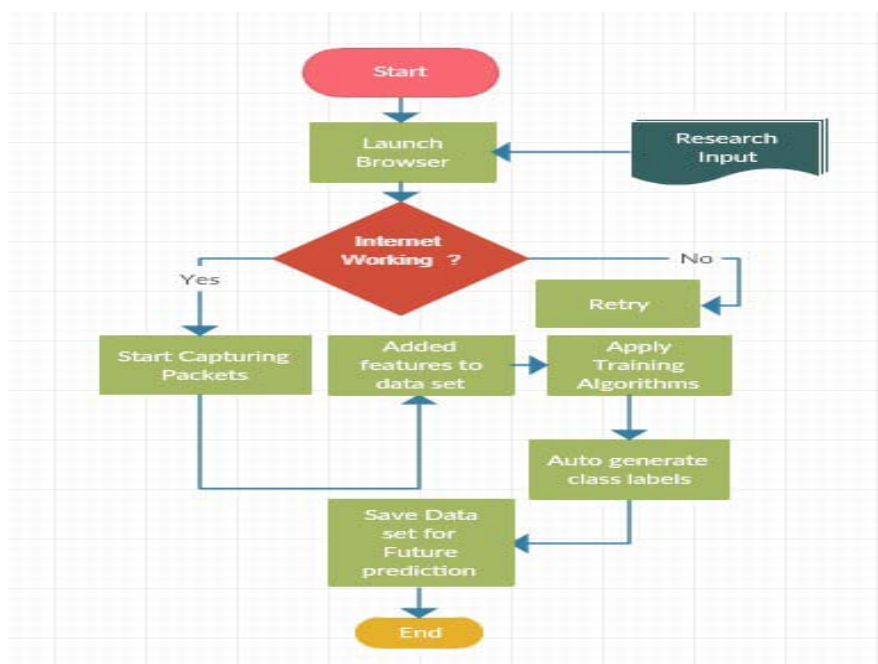 Start
Launch
Browser
Research
Input
Internet
Working ?
Yes
No
Retry
Start Capturing
Packets
Added
features to
data set
Apply
Training
Algorithms
Auto generate
class labels
Save Data
set for
Future
prediction
End